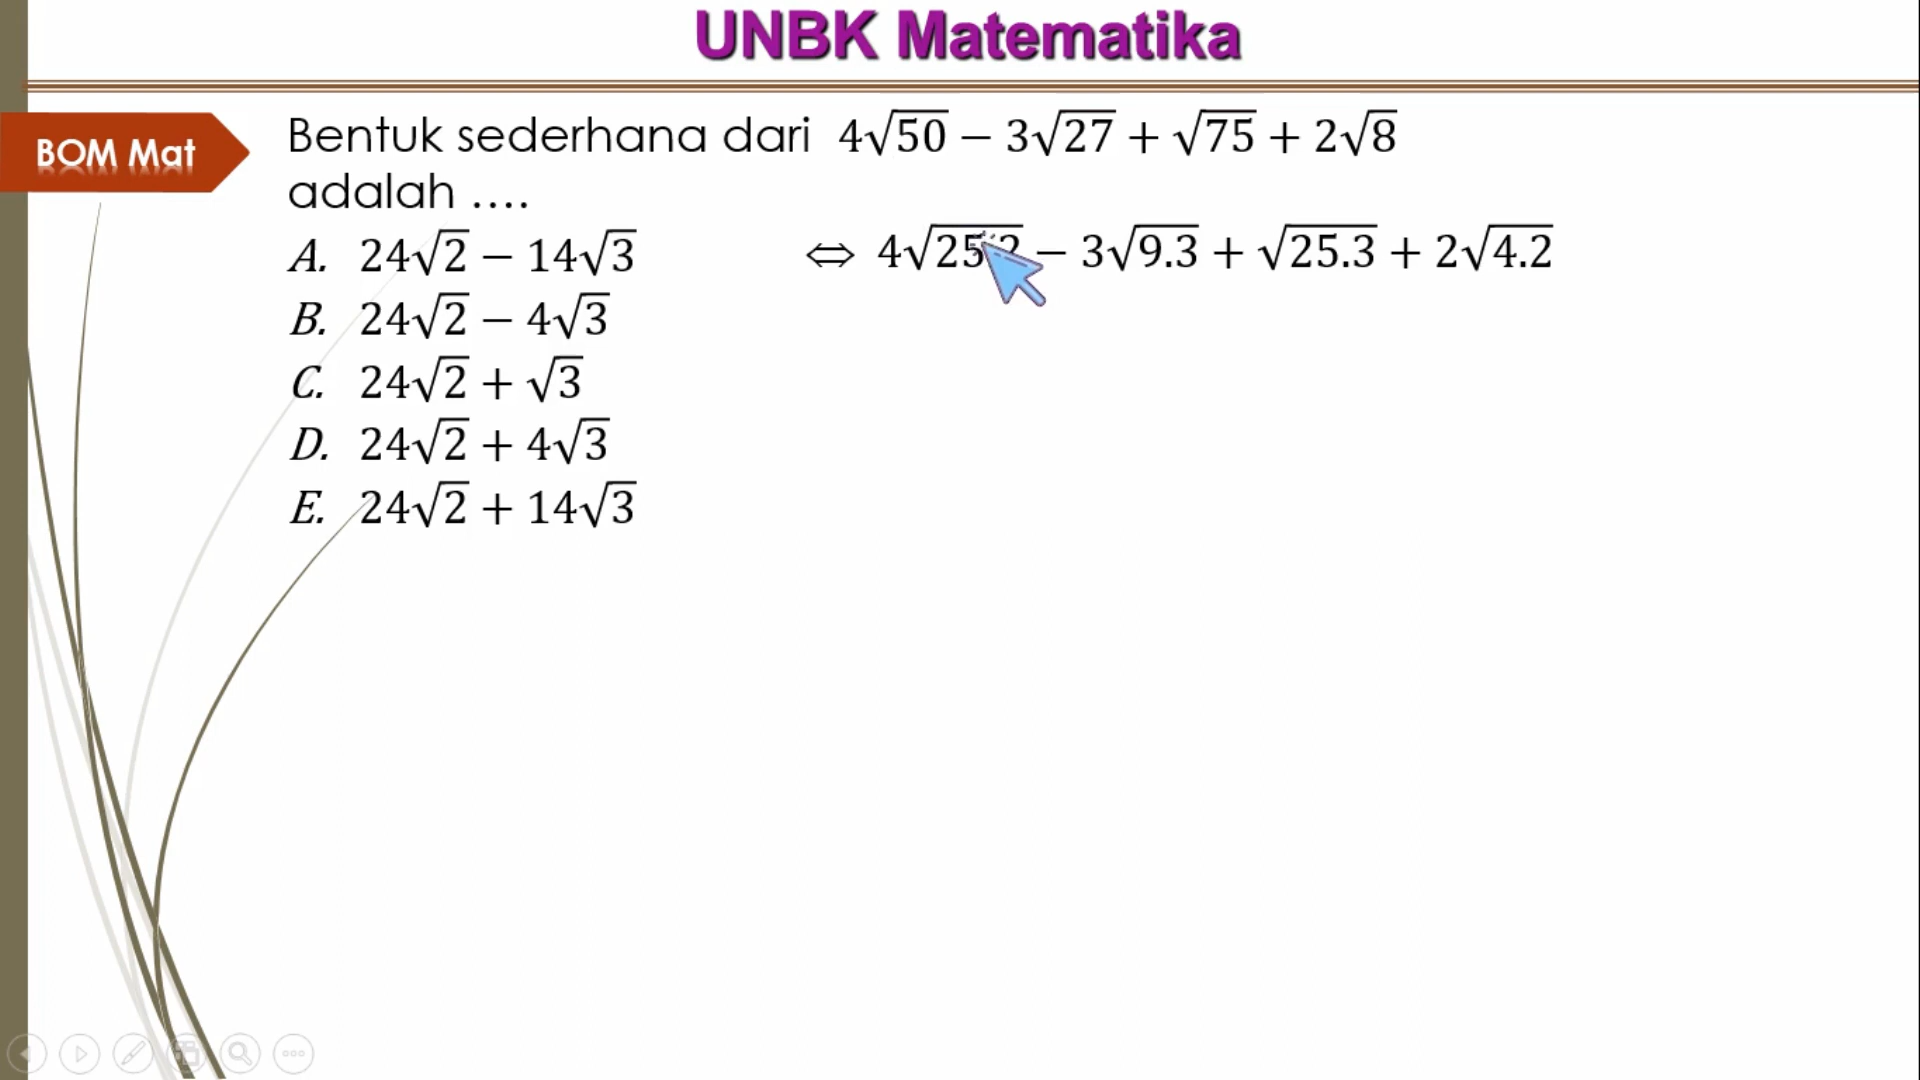 UNBK Matematika
BOM Mat
Bentuk sederhana dari 4√50 − 3√27 + √75 + 2√8
adalah ....
A. 24√2 − 14√3
⇔ 4√25.2 − 3√9.3 + √25.3 + 2√4.2
B. 24√2 − 4√3
C. 24√2 + √3
D. 24√2 + 4√3
E. 24√2 + 14√3